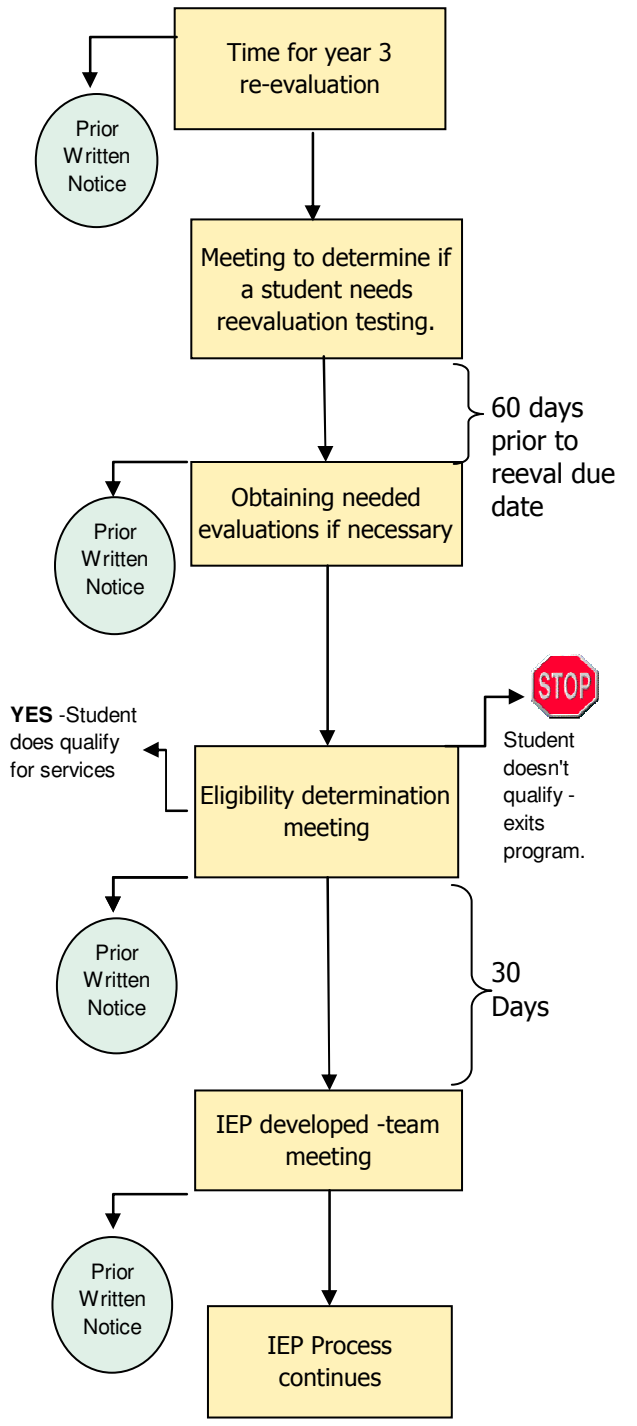 Time for year 3
re-evaluation
Prior
Written
Notice
Meeting to determine if
a student needs
reevaluation testing.
60 days
prior to
reeval due
date
Obtaining needed
evaluations if necessary
Prior
Written
Notice
STOP
YES -Student
does qualify
for services
Student
doesn't
qualify -
exits
program.
Eligibility determination
meeting
Prior
Written
Notice
30
Days
IEP developed -team
meeting
Prior
Written
Notice
IEP Process
continues